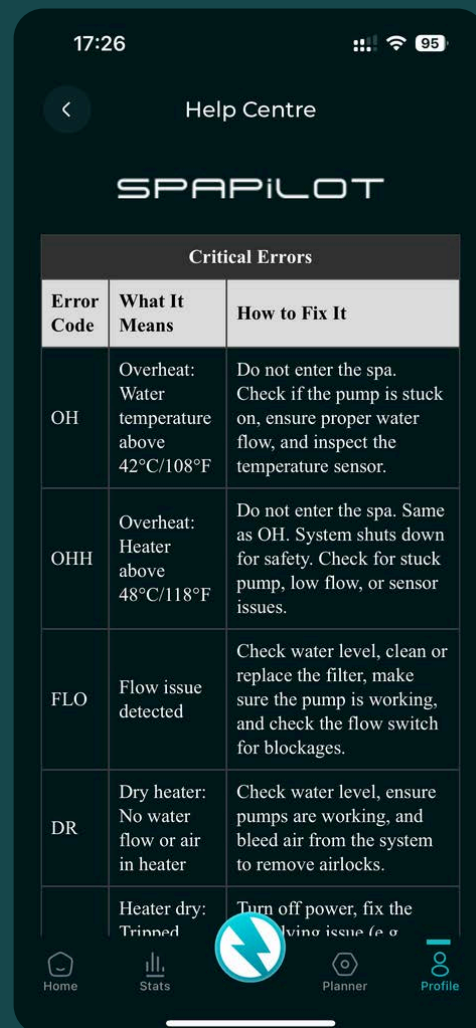 17:26
95
Help Centre
SPAPiLOT
Critical Errors
Error
Code
What It
Means
How to Fix It
OH
Overheat:
Water
temperature
above
42°C/108°F
Do not enter the spa.
Check if the pump is stuck
on, ensure proper water
flow, and inspect the
temperature sensor.
OHH
Overheat:
Heater
above
48°C/118°F
Do not enter the spa. Same
as OH. System shuts down
for safety. Check for stuck
pump, low flow, or sensor
issues.
FLO
Flow issue
detected
Check water level, clean or
replace the filter, make
sure the pump is working,
and check the flow switch
for blockages.
DR
Dry heater:
No water
flow or air
in heater
Check water level, ensure
pumps are working, and
bleed air from the system
to remove airlocks.
Heater dry:
Tripped
Turn off power, fix the
issue (e.g.
Home
Stats
Planner
Profile